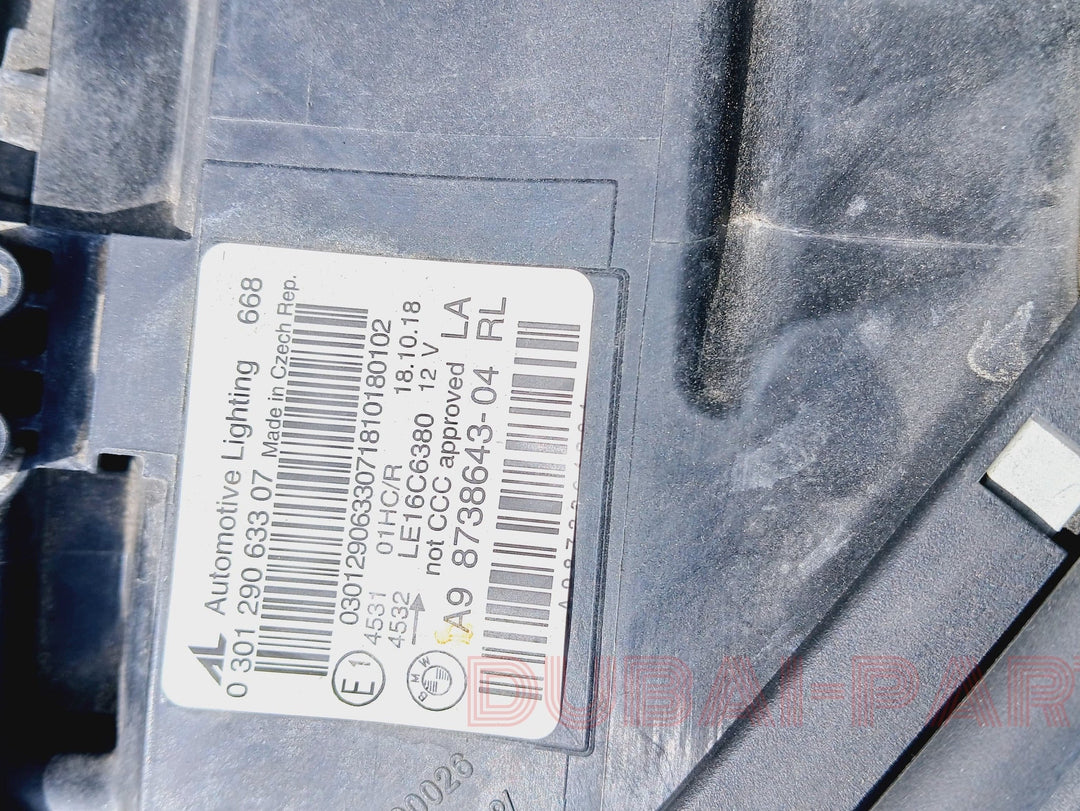 AL Automotive Lighting 668
0 301 290 633 07 Made in Czech Rep.
0301290633071810180102
4531 01HC/R 18.10.18
4532 LE16C6380 12 V
E1
not CCC approved LA
BMW
A9 8738643-04 RL
DUBAI-PAR